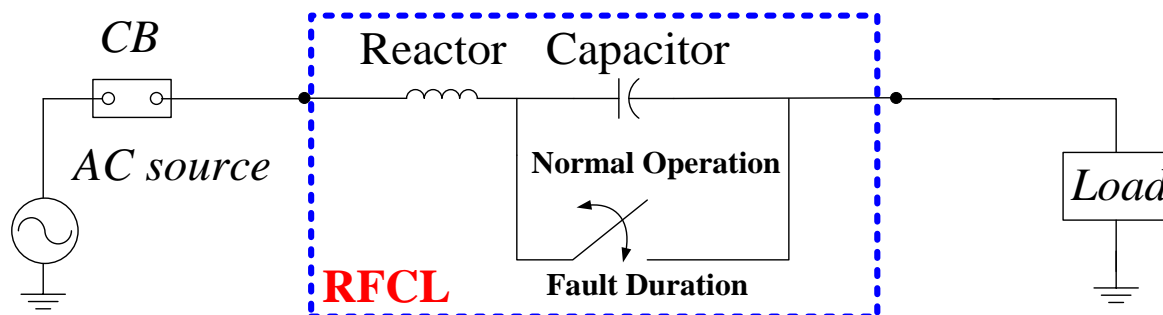 CB
Reactor
Capacitor
AC source
Normal Operation
Load
Fault Duration
RFCL